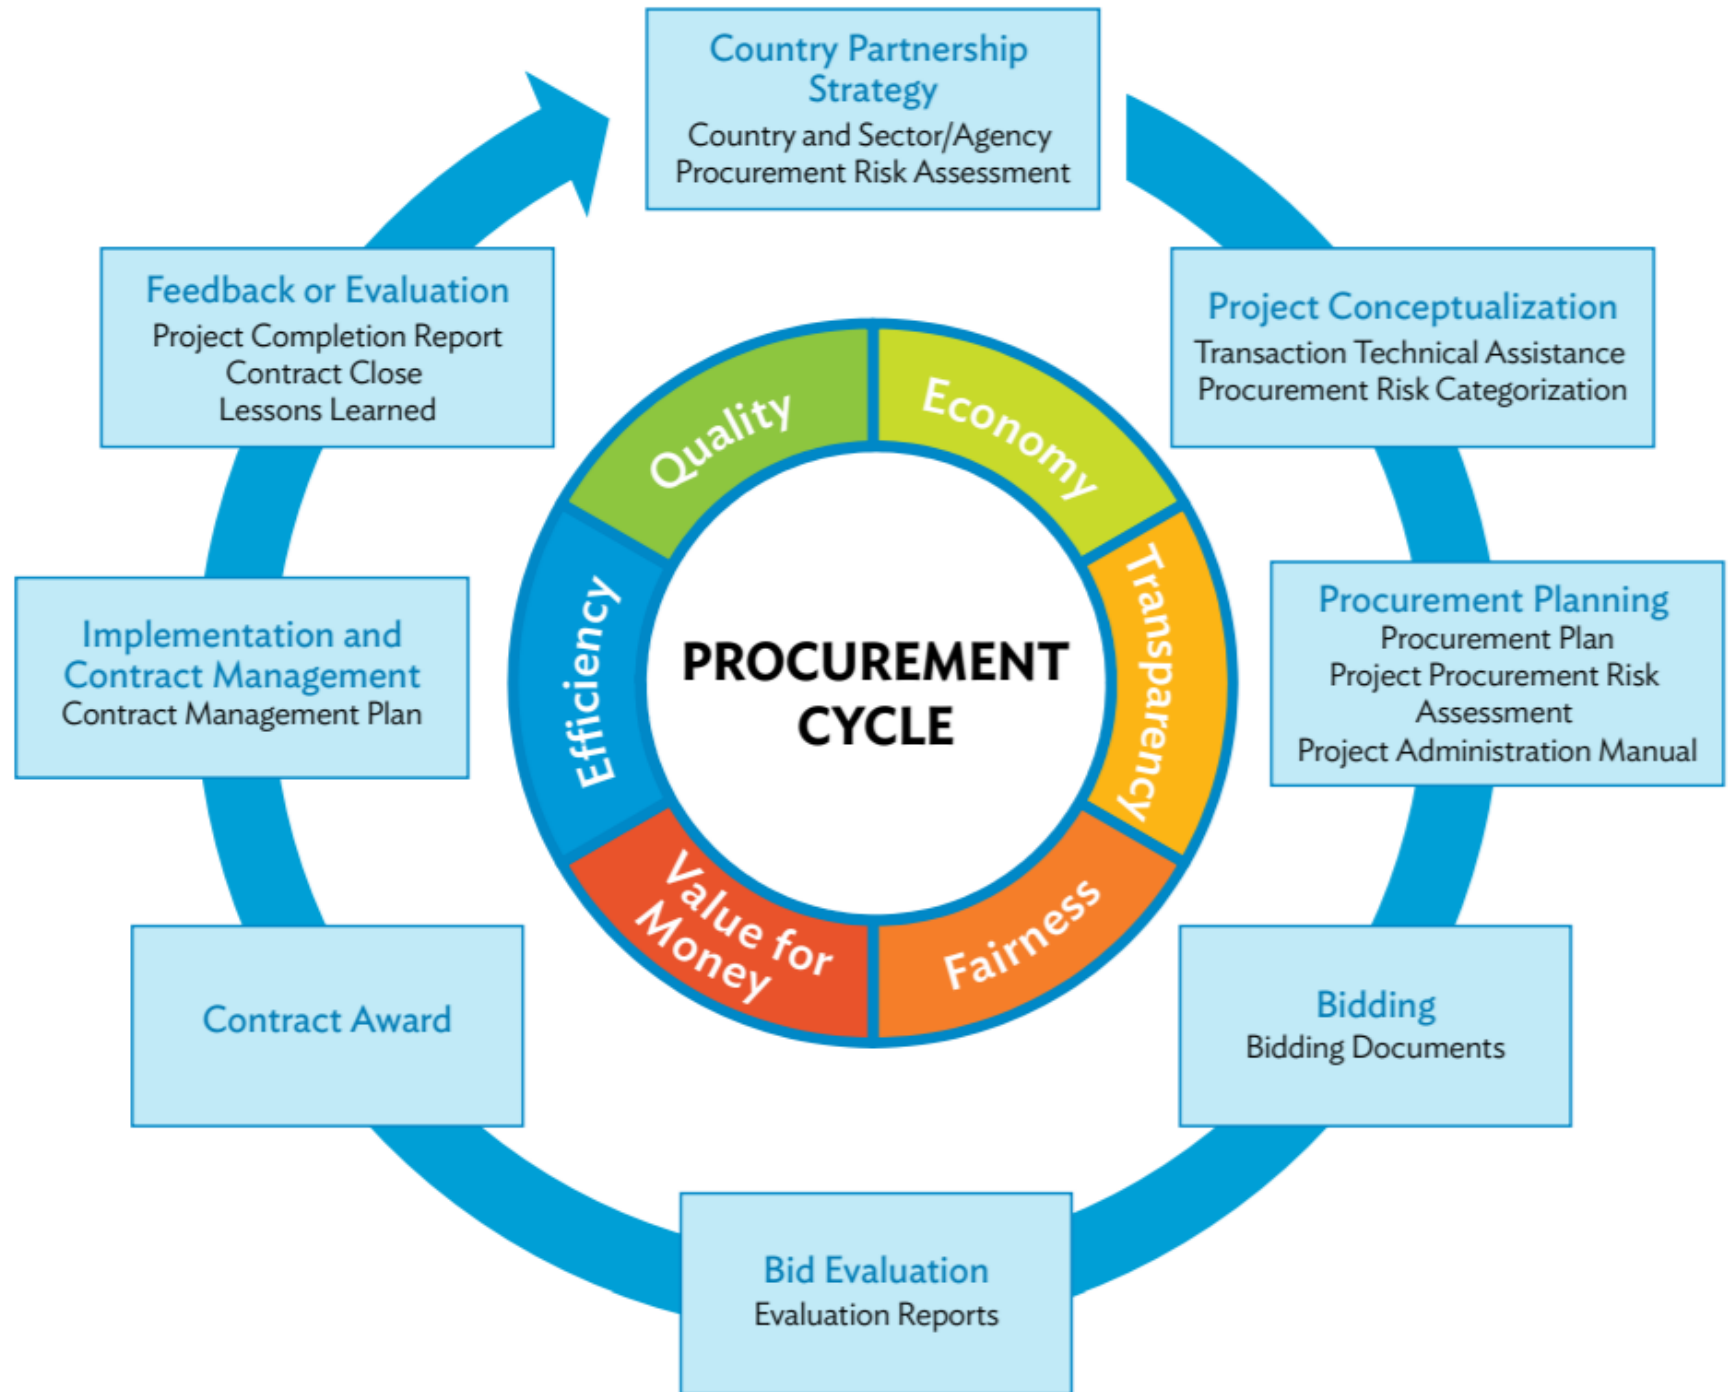 Country Partnership
Strategy
Country and Sector/Agency
Procurement Risk Assessment
Project Conceptualization
Transaction Technical Assistance
Procurement Risk Categorization
Procurement Planning
Procurement Plan
Project Procurement Risk
Assessment
Project Administration Manual
Bidding
Bidding Documents
Bid Evaluation
Evaluation Reports
Contract Award
Implementation and
Contract Management
Contract Management Plan
Feedback or Evaluation
Project Completion Report
Contract Close
Lessons Learned
Economy
Transparency
Fairness
Value for
Money
Efficiency
Quality
PROCUREMENT
CYCLE